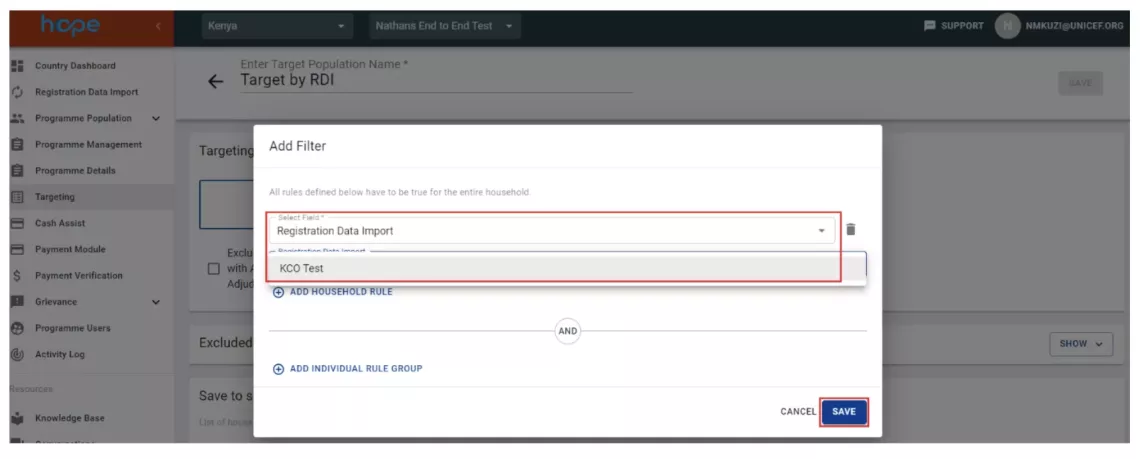 hope
Kenya
Nathans End to End Test
SUPPORT
N
NMKUZI@UNICEF.ORG
Country Dashboard
Registration Data Import
Programme Population
Programme Management
Programme Details
Targeting
Cash Assist
Payment Module
Payment Verification
Grievance
Programme Users
Activity Log
Resources
Knowledge Base
Enter Target Population Name *
Target by RDI
SAVE
Targeting
Exclu
with A
Adjud
Excluded
SHOW
Save to s
List of house
Add Filter
All rules defined below have to be true for the entire household.
Select Field *
Registration Data Import
Registration Data Import
KCO Test
ADD HOUSEHOLD RULE
AND
ADD INDIVIDUAL RULE GROUP
CANCEL
SAVE